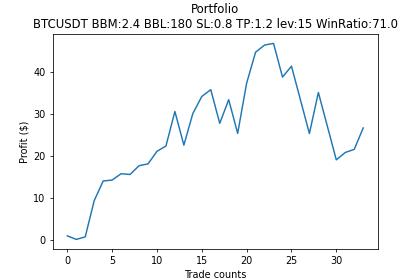 Portfolio
BTCUSDT BBM:2.4 BBL:180 SL:0.8 TP:1.2 lev:15 WinRatio:71.0
40
30
20
10
0
Profit ($)
0 5 10 15 20 25 30
Trade counts